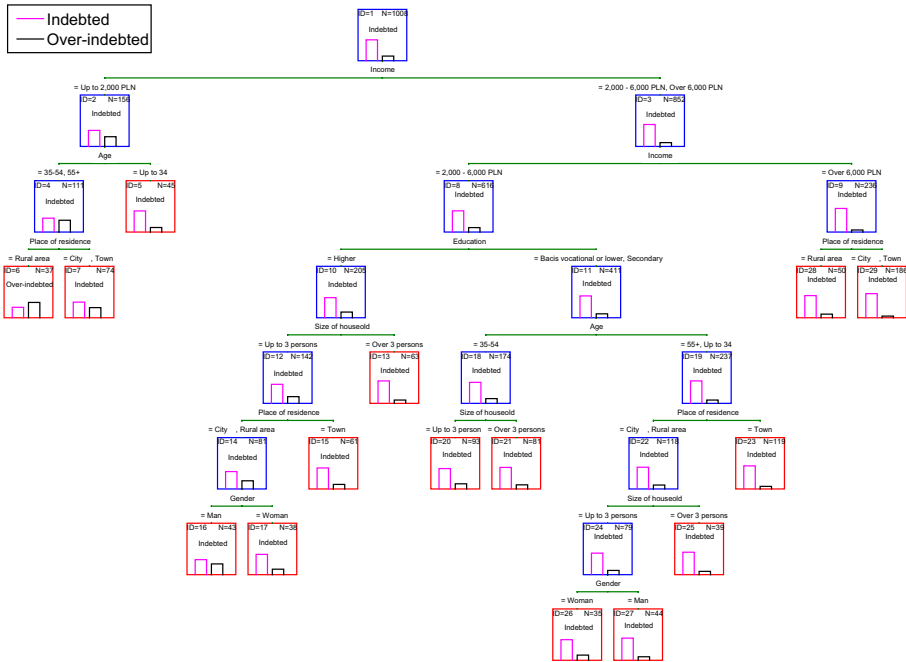 Indebted
Over-indebted
ID=1 N=1008
Indebted
Income
= Up to 2,000 PLN
= 2,000 - 6,000 PLN, Over 6,000 PLN
ID=2 N=156
ID=3 N=852
Indebted
Indebted
Age
Income
= 35-54, 55+
= Up to 34
= 2,000 - 6,000 PLN
= Over 6,000 PLN
ID=4 N=111
ID=5 N=45
ID=8 N=616
ID=9 N=236
Indebted
Indebted
Indebted
Indebted
Place of residence
Education
Place of residence
= Rural area
= City , Town
= Higher
= Bacis vocational or lower, Secondary
= Rural area
= City , Town
ID=6 N=37
ID=7 N=74
ID=10 N=205
ID=11 N=411
ID=28 N=50
ID=29 N=186
Over-indebted
Indebted
Indebted
Indebted
Indebted
Indebted
Size of houseold
Age
= Up to 3 persons
= Over 3 persons
= 35-54
= 55+, Up to 34
ID=12 N=142
ID=13 N=63
ID=18 N=174
ID=19 N=237
Indebted
Indebted
Indebted
Indebted
Place of residence
Size of houseold
Place of residence
= City , Rural area
= Town
= Up to 3 person
= Over 3 persons
= City , Rural area
= Town
ID=14 N=81
ID=15 N=61
ID=20 N=93
ID=21 N=81
ID=22 N=118
ID=23 N=119
Indebted
Indebted
Indebted
Indebted
Indebted
Indebted
Gender
Size of houseold
= Man
= Woman
= Up to 3 persons
= Over 3 persons
ID=16 N=43
ID=17 N=38
ID=24 N=79
ID=25 N=39
Indebted
Indebted
Indebted
Indebted
Gender
= Woman
= Man
ID=26 N=35
ID=27 N=44
Indebted
Indebted